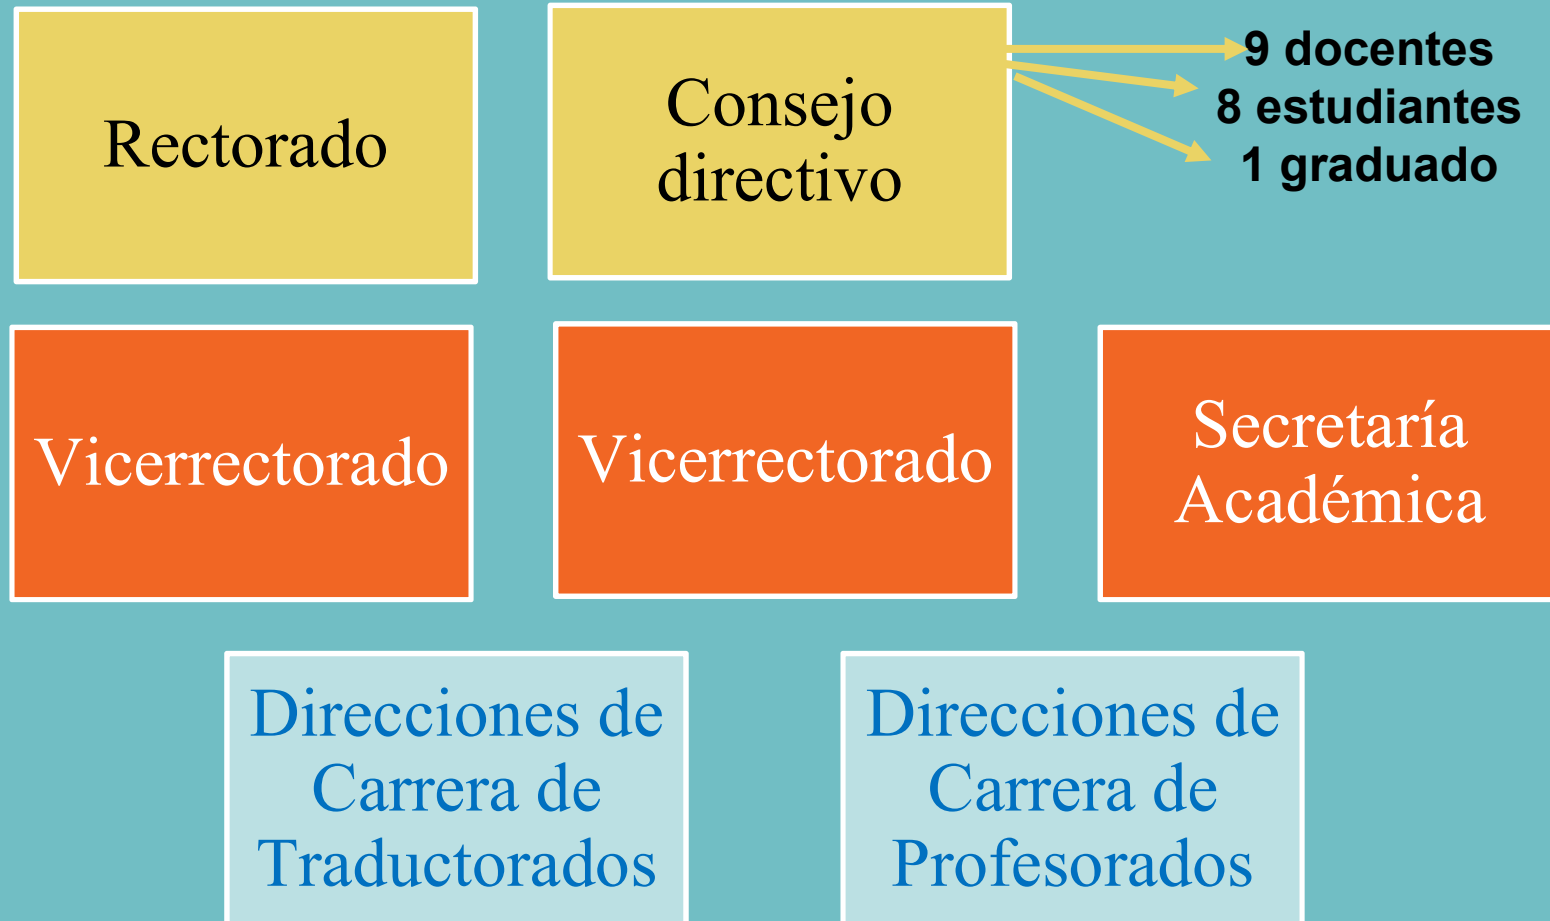 Rectorado
Consejo
directivo
9 docentes
8 estudiantes
1 graduado
Vicerrectorado
Vicerrectorado
Secretaría
Académica
Direcciones de
Carrera de
Traductorados
Direcciones de
Carrera de
Profesorados